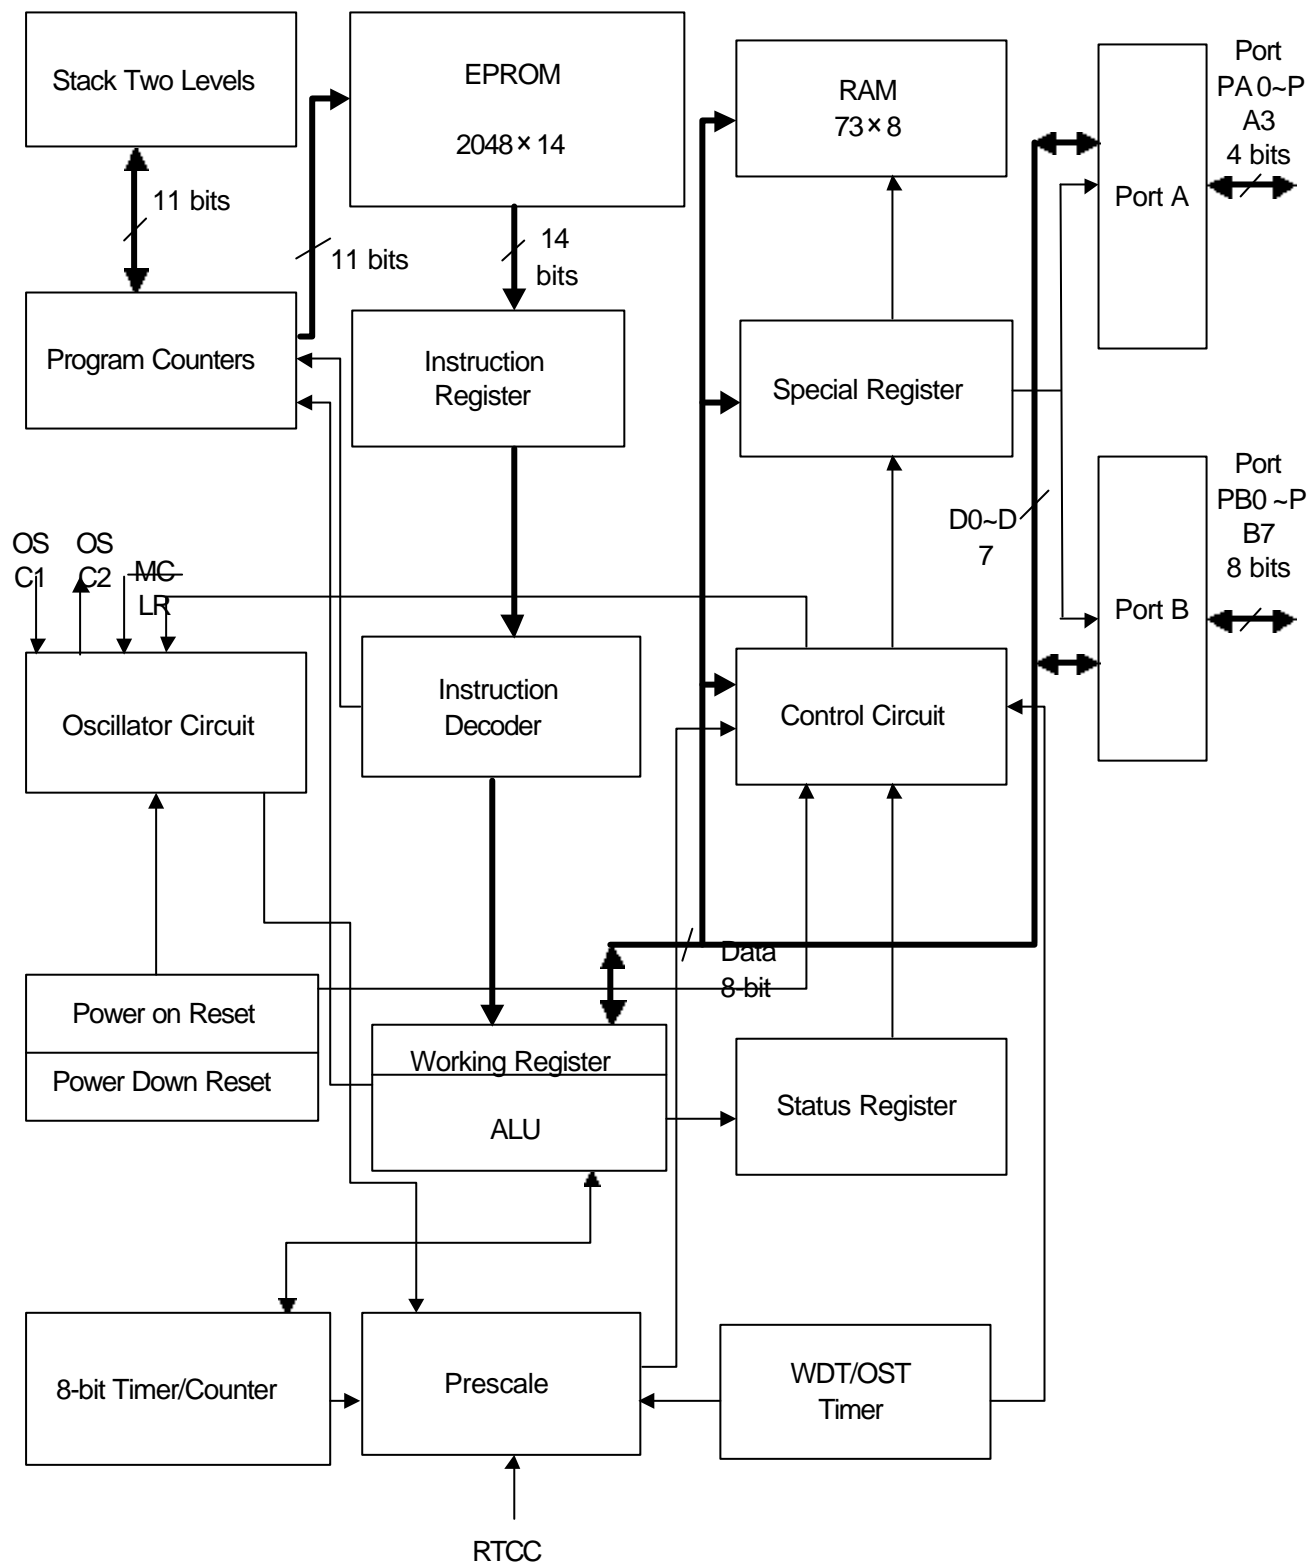 Stack Two Levels
EPROM
2048×14
RAM
73×8
Port
PA0~P
A3
4 bits
Port A
11 bits
11 bits
14
bits
Program Counters
Instruction
Register
Special Register
D0~D
7
Port
PB0~P
B7
8 bits
Port B
OS
C1
OS
C2
MC
LR
Oscillator Circuit
Instruction
Decoder
Control Circuit
Data
8-bit
Power on Reset
Power Down Reset
Working Register
ALU
Status Register
8-bit Timer/Counter
Prescale
WDT/OST
Timer
RTCC